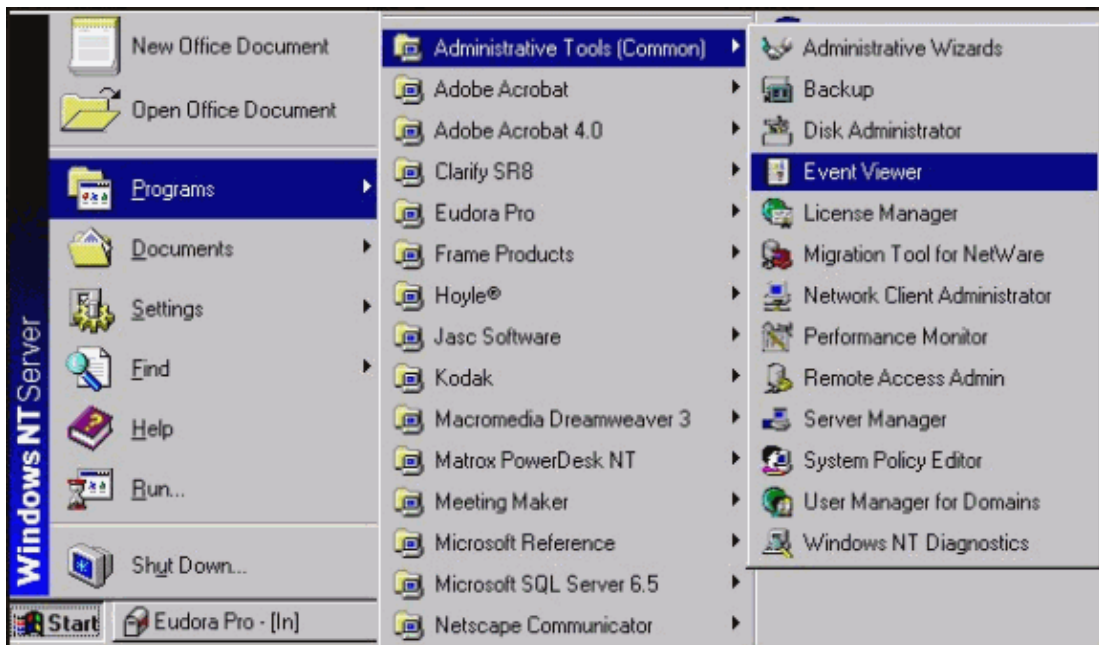 New Office Document
Open Office Document
Programs
Documents
Settings
Find
Help
Run...
Shut Down...
Windows NT Server
Start
Eudora Pro - [In]
Administrative Tools (Common)
Adobe Acrobat
Adobe Acrobat 4.0
Clarify SR8
Eudora Pro
Frame Products
Hoyle®
Jasc Software
Kodak
Macromedia Dreamweaver 3
Matrox PowerDesk NT
Meeting Maker
Microsoft Reference
Microsoft SQL Server 6.5
Netscape Communicator
Administrative Wizards
Backup
Disk Administrator
Event Viewer
License Manager
Migration Tool for NetWare
Network Client Administrator
Performance Monitor
Remote Access Admin
Server Manager
System Policy Editor
User Manager for Domains
Windows NT Diagnostics